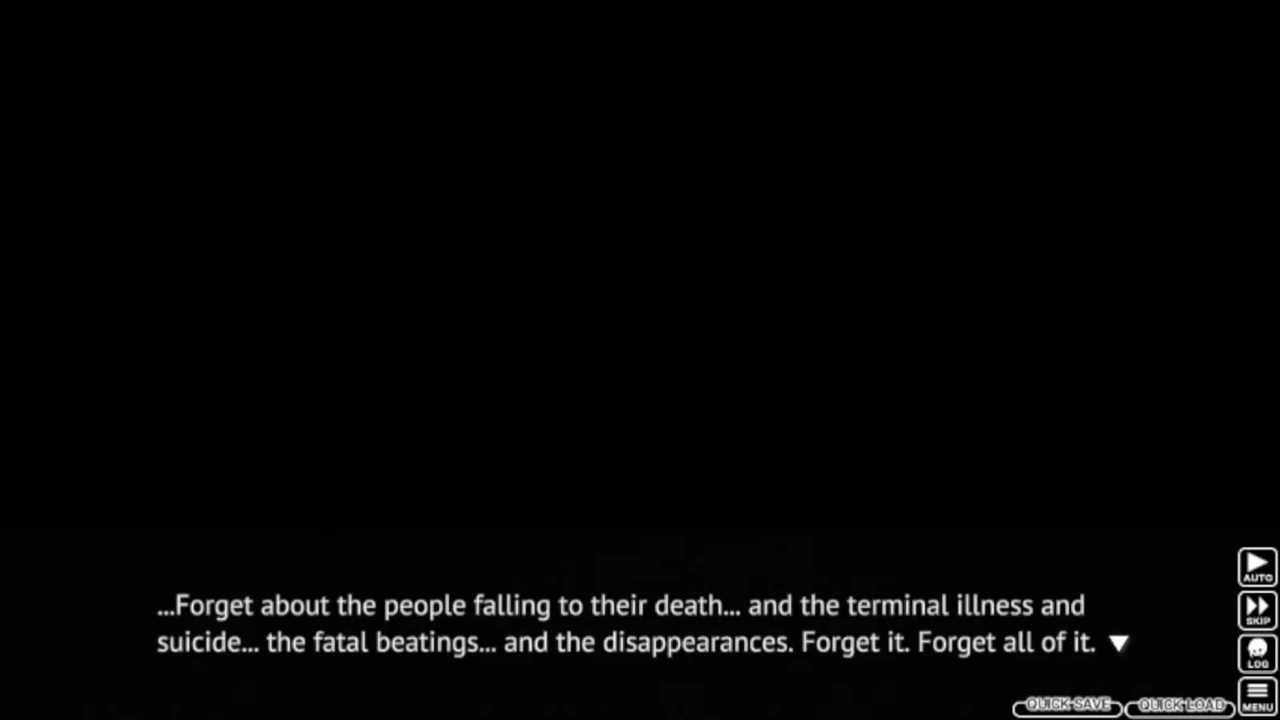 ...Forget about the people falling to their death... and the terminal illness and
suicide... the fatal beatings... and the disappearances. Forget it. Forget all of it.
AUTO
SKIP
LOG
MENU
QUICK SAVE QUICK LOAD